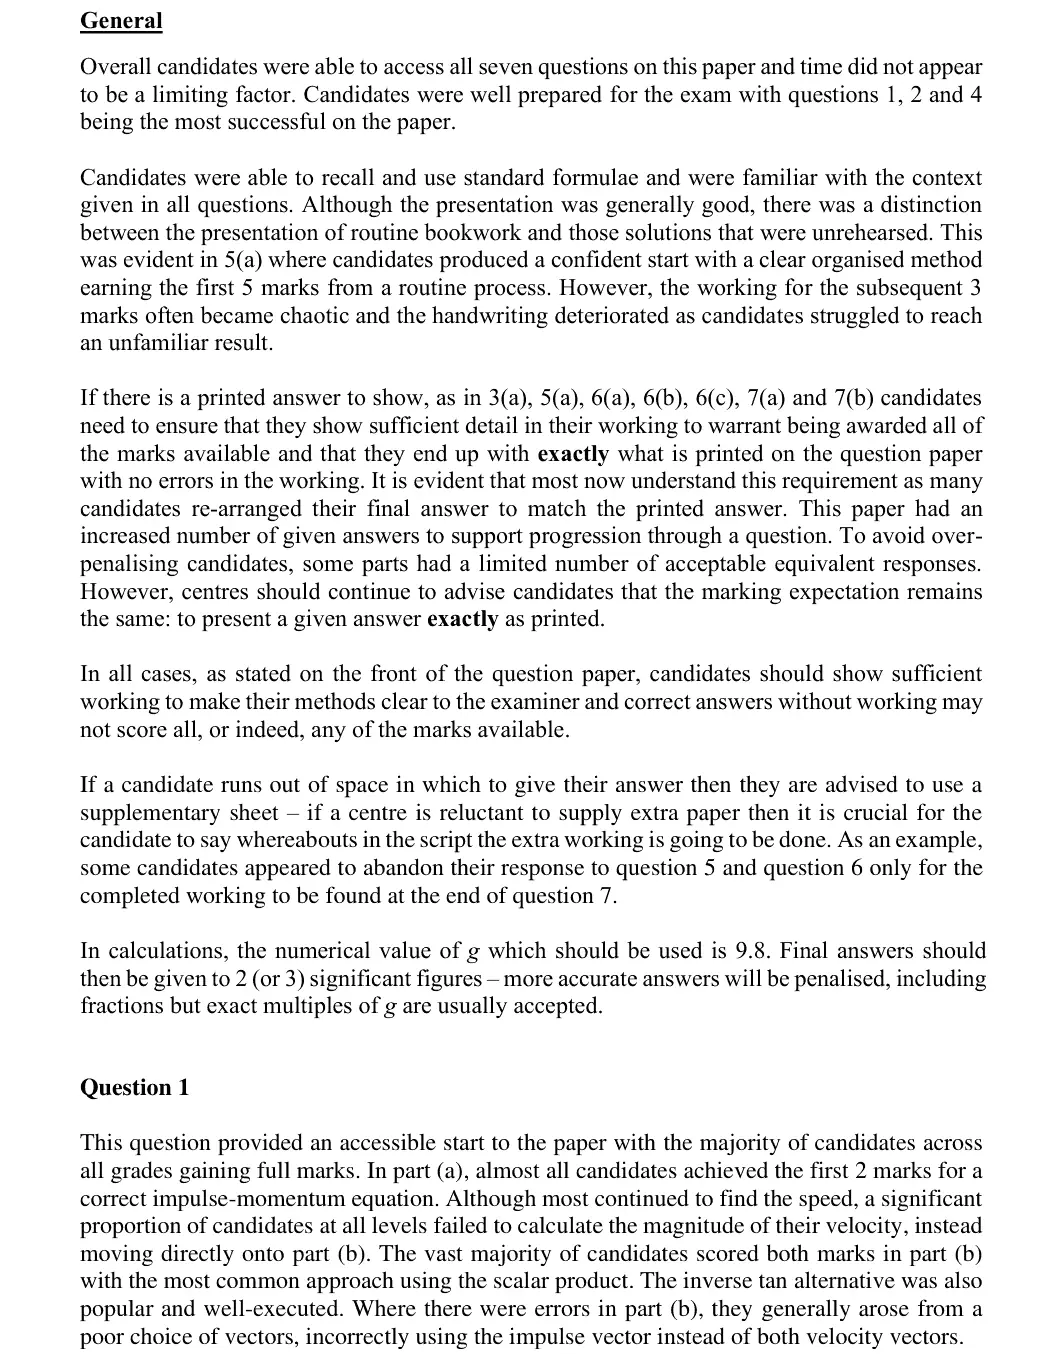 General
Overall candidates were able to access all seven questions on this paper and time did not appear
to be a limiting factor. Candidates were well prepared for the exam with questions 1, 2 and 4
being the most successful on the paper.
Candidates were able to recall and use standard formulae and were familiar with the context
given in all questions. Although the presentation was generally good, there was a distinction
between the presentation of routine bookwork and those solutions that were unrehearsed. This
was evident in 5(a) where candidates produced a confident start with a clear organised method
earning the first 5 marks from a routine process. However, the working for the subsequent 3
marks often became chaotic and the handwriting deteriorated as candidates struggled to reach
an unfamiliar result.
If there is a printed answer to show, as in 3(a), 5(a), 6(a), 6(b), 6(c), 7(a) and 7(b) candidates
need to ensure that they show sufficient detail in their working to warrant being awarded all of
the marks available and that they end up with exactly what is printed on the question paper
with no errors in the working. It is evident that most now understand this requirement as many
candidates re-arranged their final answer to match the printed answer. This paper had an
increased number of given answers to support progression through a question. To avoid over-
penalising candidates, some parts had a limited number of acceptable equivalent responses.
However, centres should continue to advise candidates that the marking expectation remains
the same: to present a given answer exactly as printed.
In all cases, as stated on the front of the question paper, candidates should show sufficient
working to make their methods clear to the examiner and correct answers without working may
not score all, or indeed, any of the marks available.
If a candidate runs out of space in which to give their answer then they are advised to use a
supplementary sheet – if a centre is reluctant to supply extra paper then it is crucial for the
candidate to say whereabouts in the script the extra working is going to be done. As an example,
some candidates appeared to abandon their response to question 5 and question 6 only for the
completed working to be found at the end of question 7.
In calculations, the numerical value of g which should be used is 9.8. Final answers should
then be given to 2 (or 3) significant figures – more accurate answers will be penalised, including
fractions but exact multiples of g are usually accepted.
Question 1
This question provided an accessible start to the paper with the majority of candidates across
all grades gaining full marks. In part (a), almost all candidates achieved the first 2 marks for a
correct impulse-momentum equation. Although most continued to find the speed, a significant
proportion of candidates at all levels failed to calculate the magnitude of their velocity, instead
moving directly onto part (b). The vast majority of candidates scored both marks in part (b)
with the most common approach using the scalar product. The inverse tan alternative was also
popular and well-executed. Where there were errors in part (b), they generally arose from a
poor choice of vectors, incorrectly using the impulse vector instead of both velocity vectors.